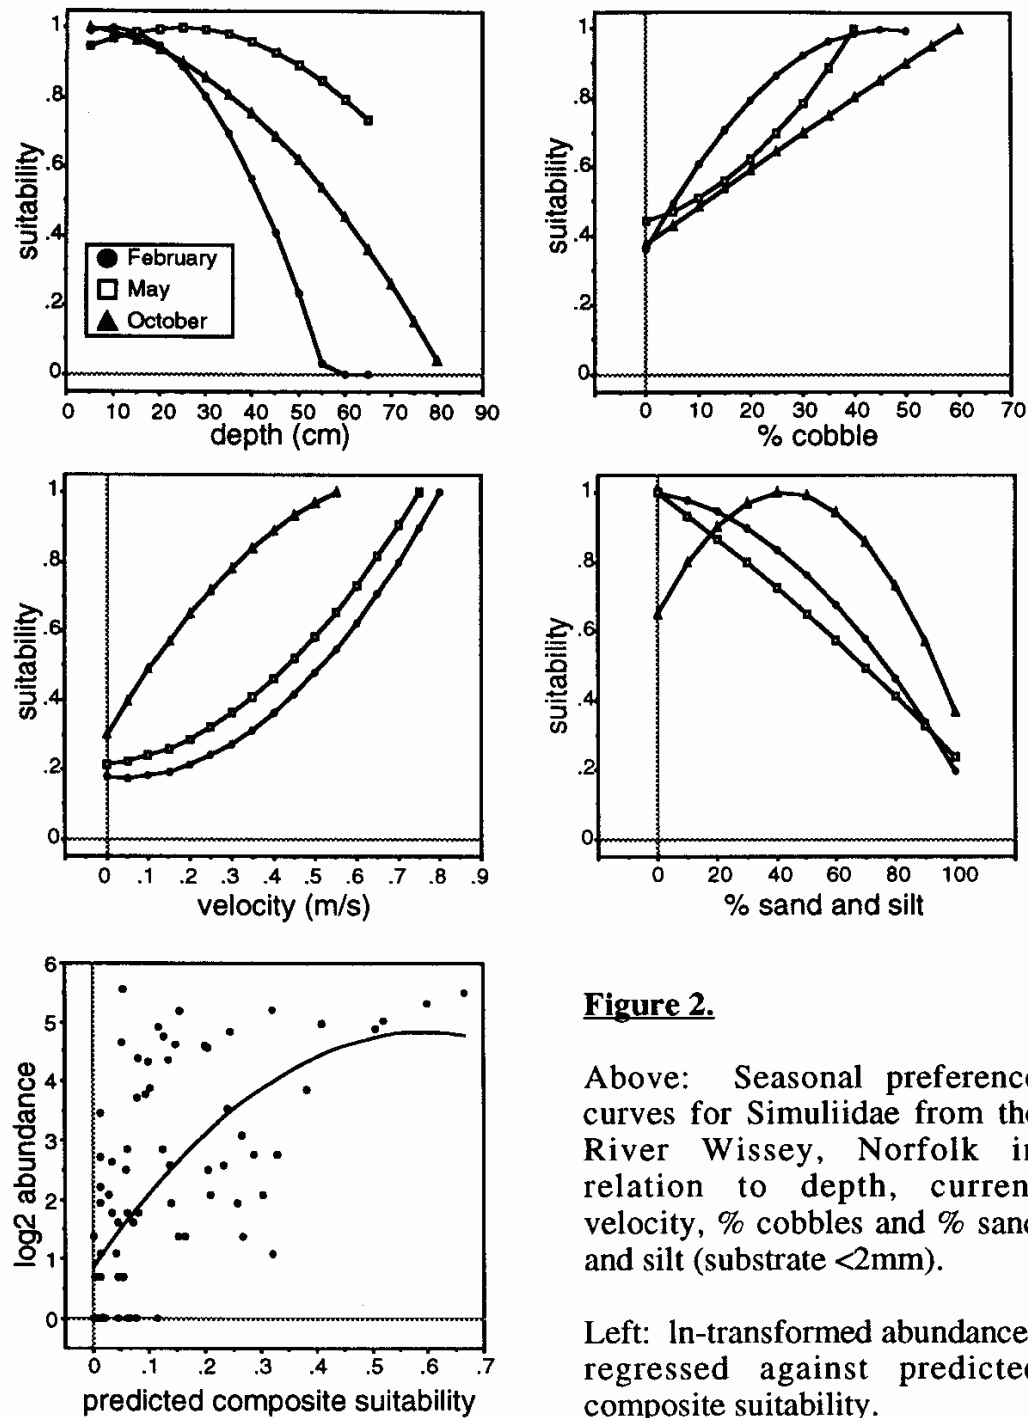 1
.8
.6
.4
.2
0
suitability
February
May
October
0 10 20 30 40 50 60 70 80 90
depth (cm)
1
.8
.6
.4
.2
0
suitability
0 10 20 30 40 50 60 70
% cobble
1
.8
.6
.4
.2
0
suitability
0 .1 .2 .3 .4 .5 .6 .7 .8 .9
velocity (m/s)
1
.8
.6
.4
.2
0
suitability
0 20 40 60 80 100
% sand and silt
6
5
4
3
2
1
0
log2 abundance
0 .1 .2 .3 .4 .5 .6 .7
predicted composite suitability
Figure 2.
Above: Seasonal preference
curves for Simuliidae from the
River Wissey, Norfolk in
relation to depth, current
velocity, % cobbles and % sand
and silt (substrate <2mm).
Left: ln-transformed abundance
regressed against predicted
composite suitability.